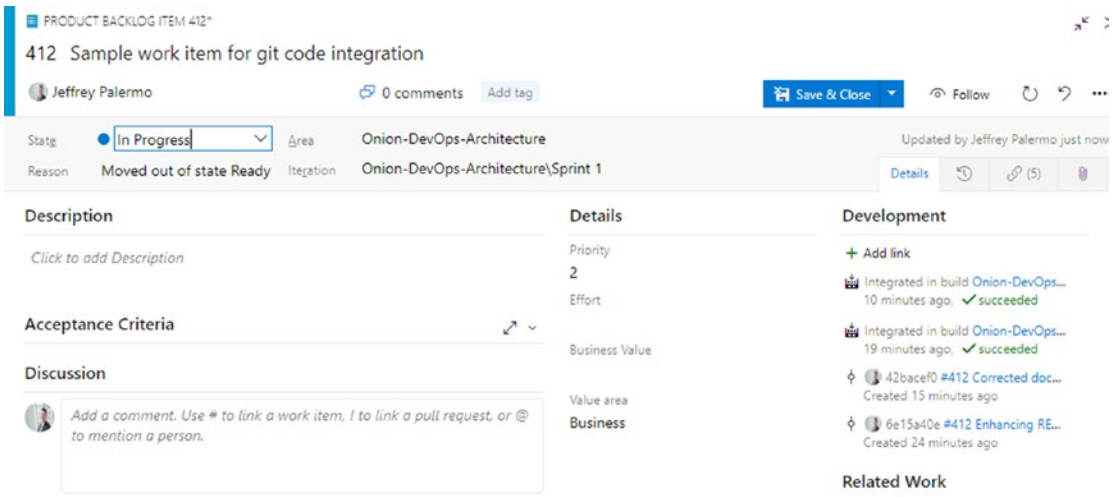 PRODUCT BACKLOG ITEM 412*
412 Sample work item for git code integration
Jeffrey Palermo
0 comments
Add tag
Save & Close
Follow
State
In Progress
Area
Onion-DevOps-Architecture
Updated by Jeffrey Palermo just now
Reason
Moved out of state Ready
Iteration
Onion-DevOps-Architecture\Sprint 1
Details
(5)
Description
Click to add Description
Acceptance Criteria
Discussion
Add a comment. Use # to link a work item, ! to link a pull request, or @
to mention a person.
Details
Priority
2
Effort
Business Value
Value area
Business
Development
+ Add link
Integrated in build Onion-DevOps...
10 minutes ago, succeeded
Integrated in build Onion-DevOps...
19 minutes ago, succeeded
42bacef0 #412 Corrected doc...
Created 15 minutes ago
6e15a40e #412 Enhancing RE...
Created 24 minutes ago
Related Work